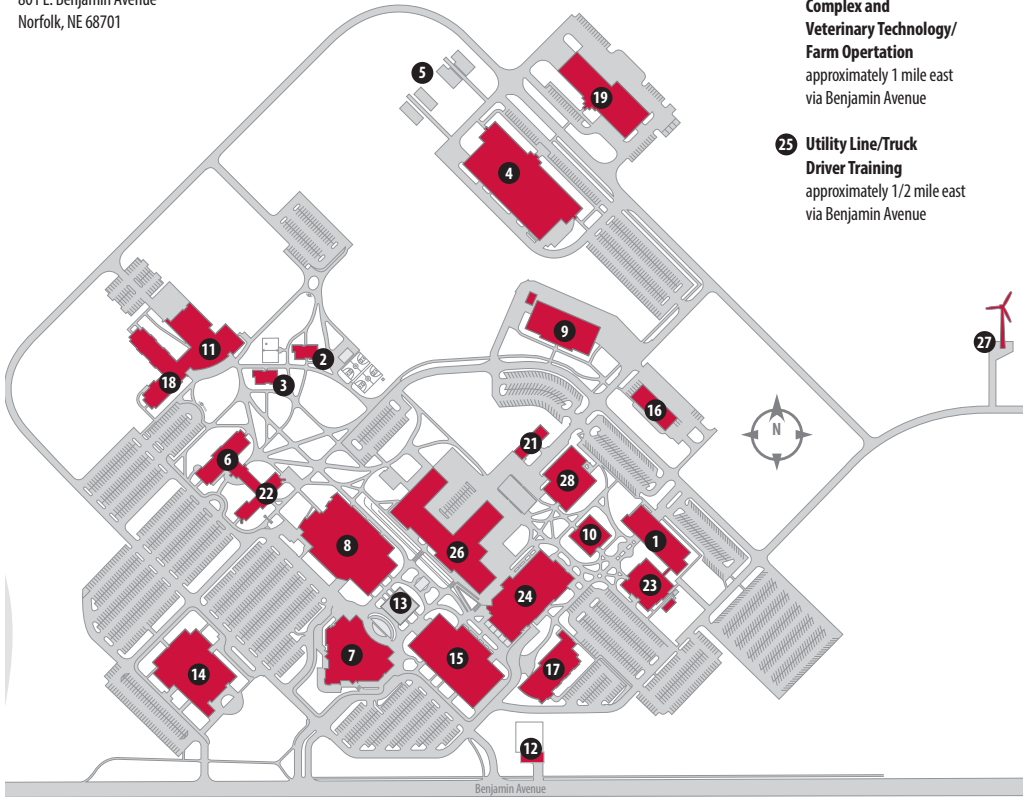 801 E. Benjamin Avenue
Norfolk, NE 68701
Complex and
Veterinary Technology/
Farm Opertation
approximately 1 mile east
via Benjamin Avenue
25 Utility Line/Truck
Driver Training
approximately 1/2 mile east
via Benjamin Avenue
5
19
4
9
27
11
2
3
18
16
N
21
6
28
22
10
1
8
26
23
13
24
7
15
17
14
12
Benjamin Avenue